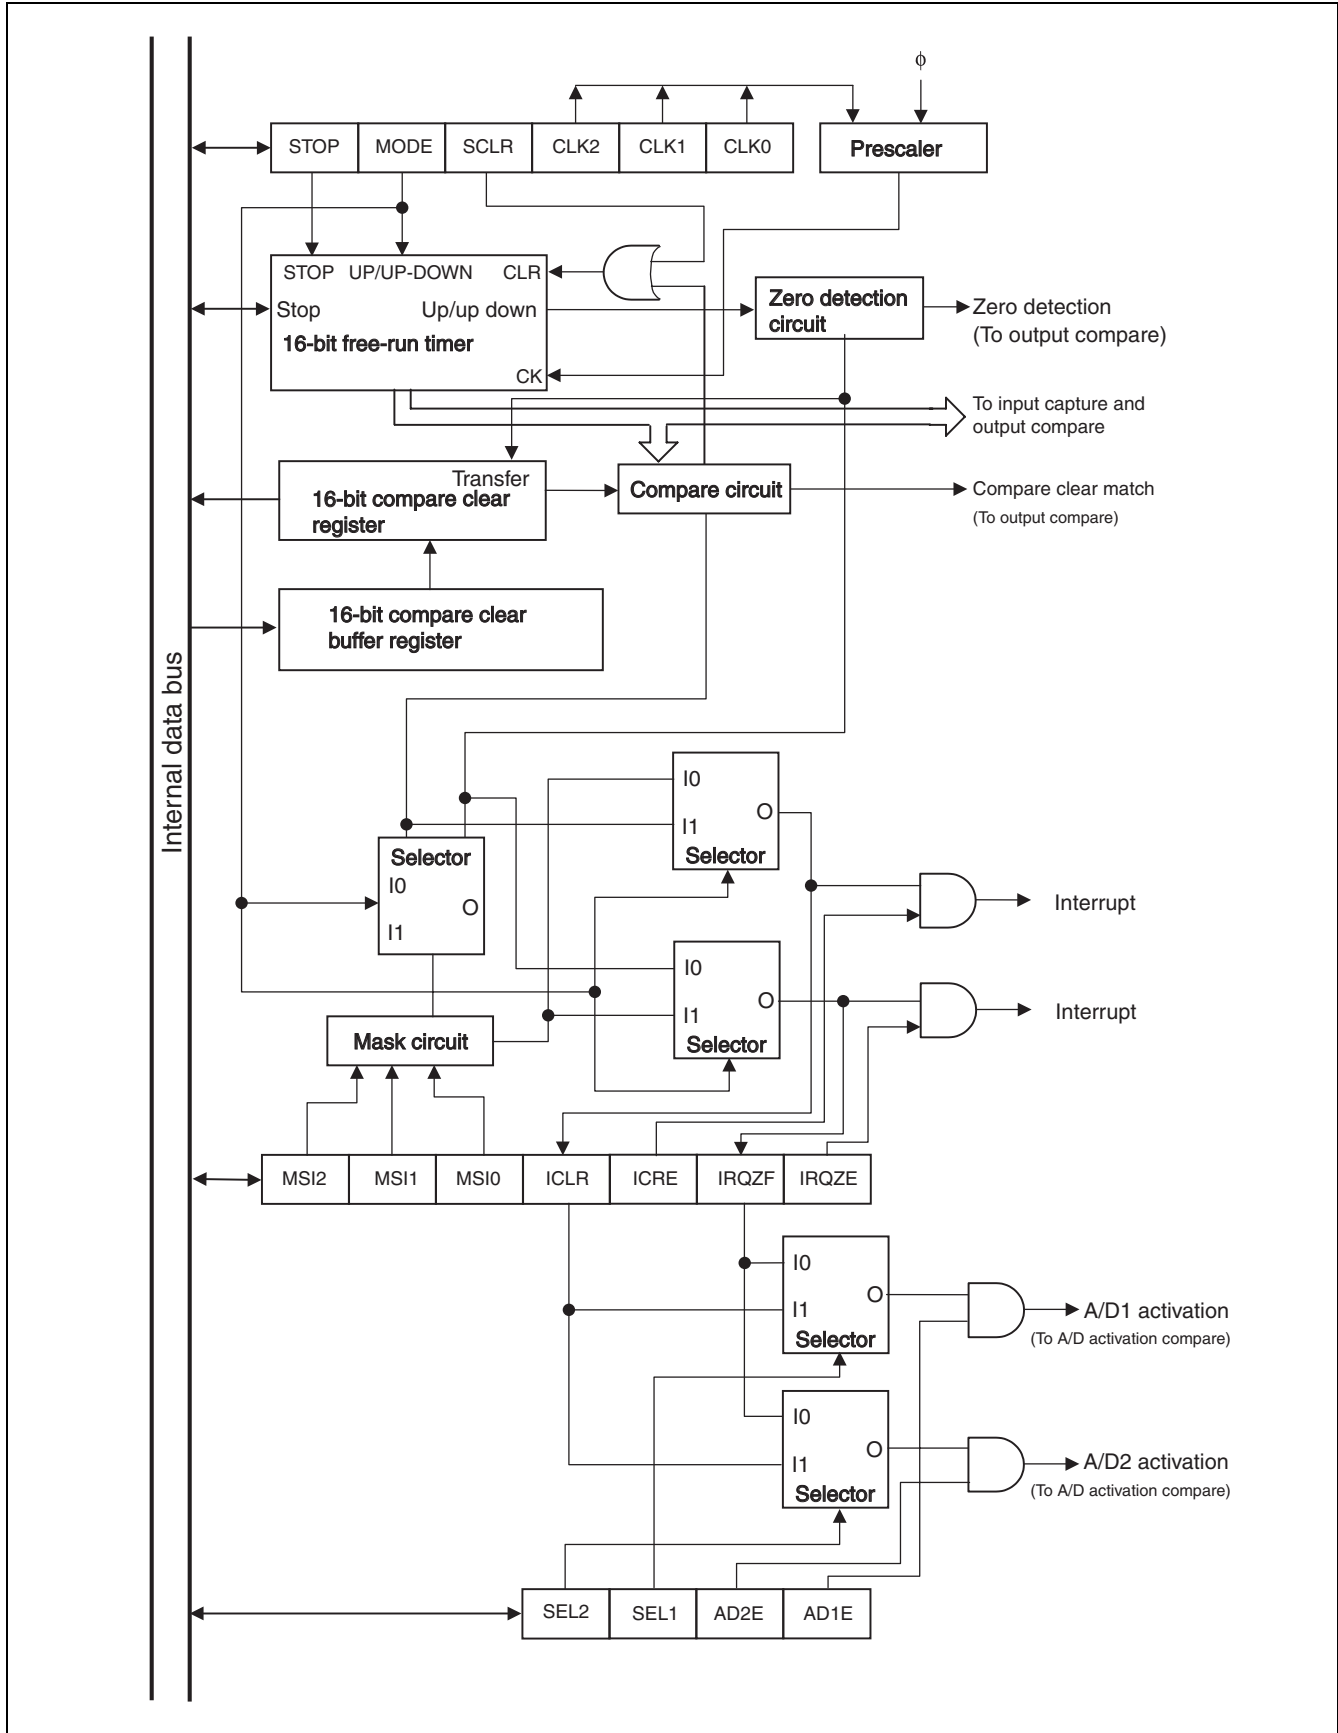 ϕ
STOP MODE SCLR CLK2 CLK1 CLK0
Prescaler
STOP UP/UP-DOWN CLR
Stop Up/up down
16-bit free-run timer
CK
Zero detection
circuit
Zero detection
(To output compare)
To input capture and
output compare
Transfer
16-bit compare clear
register
Compare circuit
Compare clear match
(To output compare)
16-bit compare clear
buffer register
Internal data bus
I0
O
I1
Selector
Selector
I0
O
I1
Interrupt
I0
O
I1
Selector
Interrupt
Mask circuit
MSI2 MSI1 MSI0 ICLR ICRE IRQZF IRQZE
I0
O
I1
Selector
A/D1 activation
(To A/D activation compare)
I0
O
I1
Selector
A/D2 activation
(To A/D activation compare)
SEL2 SEL1 AD2E AD1E